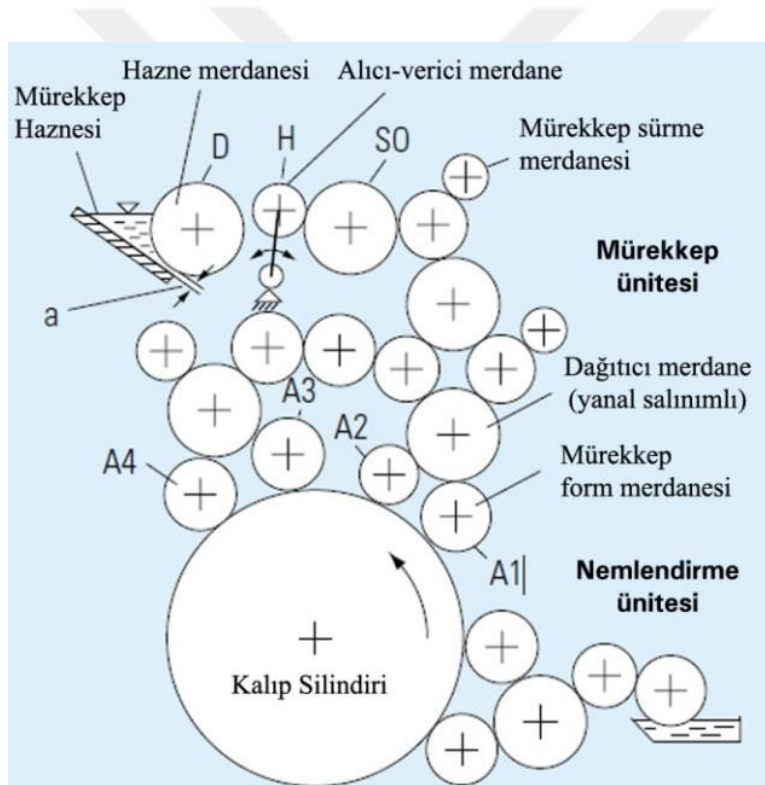 Hazne merdanesi
Alıcı-verici merdane
Mürekkep
Haznesi
D
H
SO
Mürekkep sürme
merdanesi
Mürekkep
ünitesi
a
Dağıtıcı merdane
(yanal salınımlı)
A3
A2
A4
Mürekkep
form merdanesi
A1
Nemlendirme
ünitesi
Kalıp Silindiri